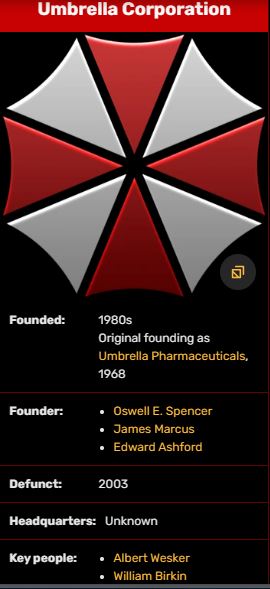 Umbrella Corporation
Founded:
1980s
Original founding as
Umbrella Pharmaceuticals,
1968
Founder:
• Oswell E. Spencer
• James Marcus
• Edward Ashford
Defunct:
2003
Headquarters:
Unknown
Key people:
• Albert Wesker
• William Birkin